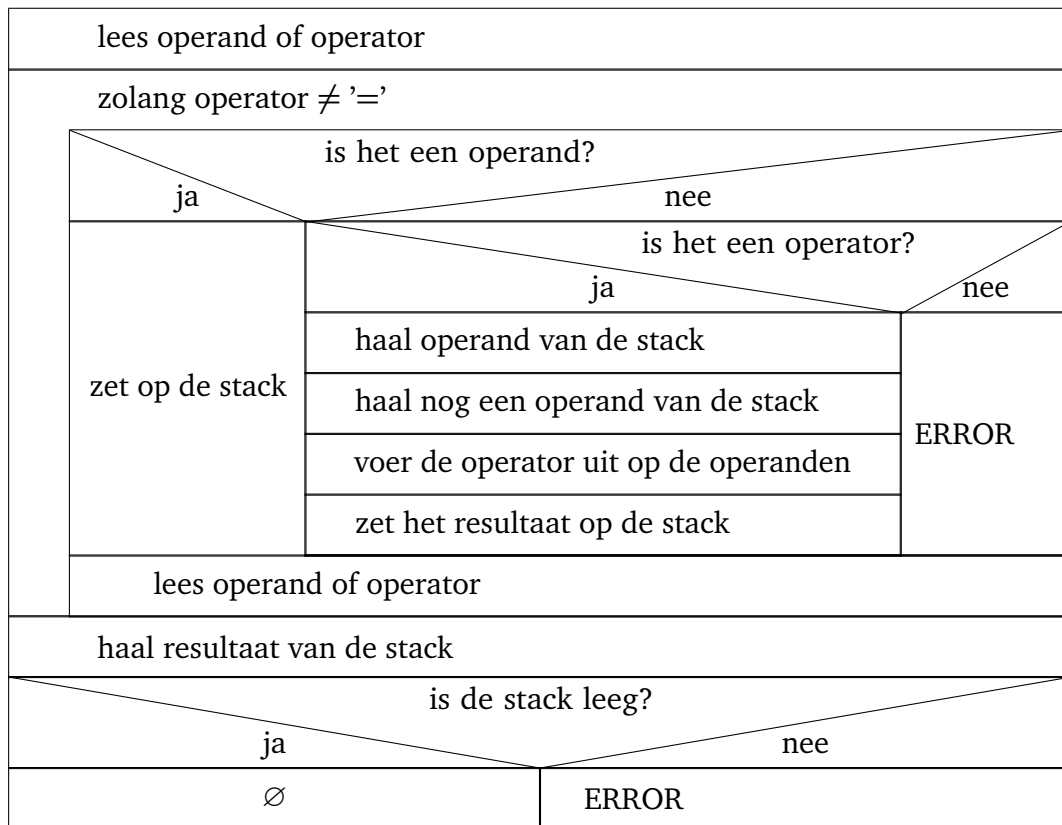 lees operand of operator
zolang operator ≠ ’=’
is het een operand?
ja
nee
is het een operator?
ja
nee
zet op de stack
haal operand van de stack
haal nog een operand van de stack
voer de operator uit op de operanden
zet het resultaat op de stack
ERROR
lees operand of operator
haal resultaat van de stack
is de stack leeg?
ja
nee
∅
ERROR